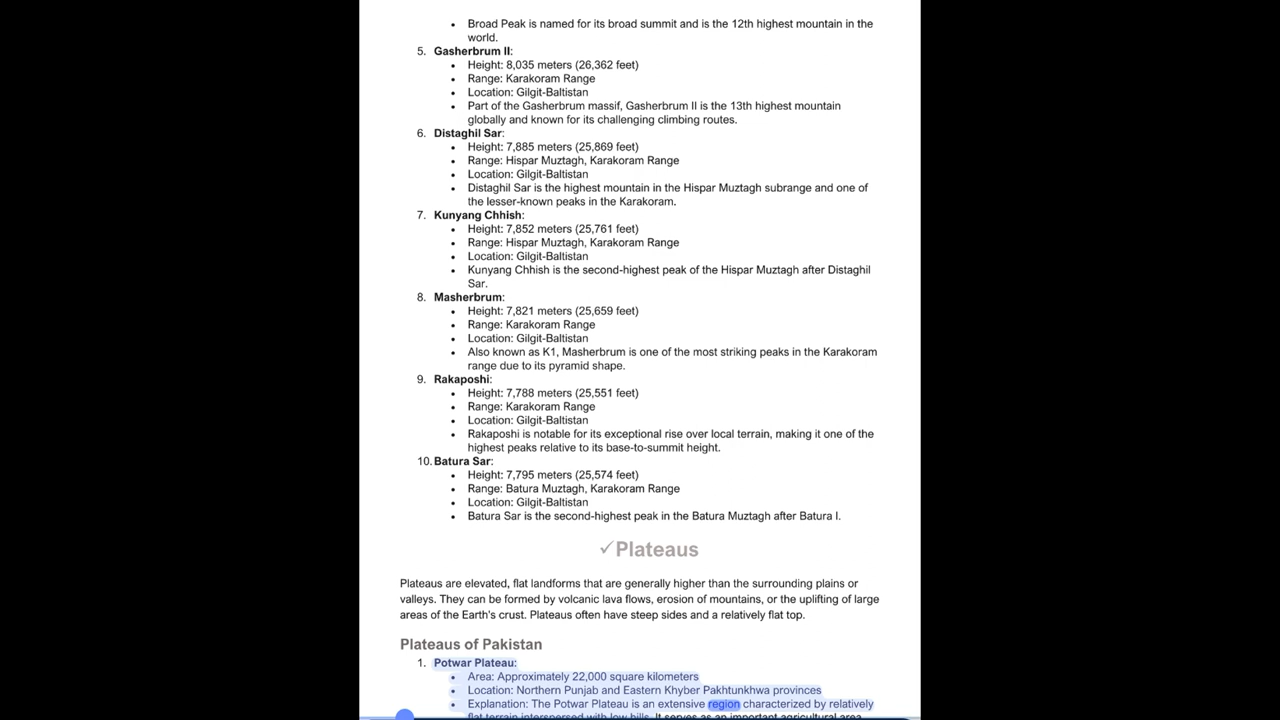 • Broad Peak is named for its broad summit and is the 12th highest mountain in the
world.
5. Gasherbrum II:
• Height: 8,035 meters (26,362 feet)
• Range: Karakoram Range
• Location: Gilgit-Baltistan
• Part of the Gasherbrum massif, Gasherbrum II is the 13th highest mountain
globally and known for its challenging climbing routes.
6. Distaghil Sar:
• Height: 7,885 meters (25,869 feet)
• Range: Hispar Muztagh, Karakoram Range
• Location: Gilgit-Baltistan
• Distaghil Sar is the highest mountain in the Hispar Muztagh subrange and one of
the lesser-known peaks in the Karakoram.
7. Kunyang Chhish:
• Height: 7,852 meters (25,761 feet)
• Range: Hispar Muztagh, Karakoram Range
• Location: Gilgit-Baltistan
• Kunyang Chhish is the second-highest peak of the Hispar Muztagh after Distaghil
Sar.
8. Masherbrum:
• Height: 7,821 meters (25,659 feet)
• Range: Karakoram Range
• Location: Gilgit-Baltistan
• Also known as K1, Masherbrum is one of the most striking peaks in the Karakoram
range due to its pyramid shape.
9. Rakaposhi:
• Height: 7,788 meters (25,551 feet)
• Range: Karakoram Range
• Location: Gilgit-Baltistan
• Rakaposhi is notable for its exceptional rise over local terrain, making it one of the
highest peaks relative to its base-to-summit height.
10. Batura Sar:
• Height: 7,795 meters (25,574 feet)
• Range: Batura Muztagh, Karakoram Range
• Location: Gilgit-Baltistan
• Batura Sar is the second-highest peak in the Batura Muztagh after Batura I.
✓Plateaus
Plateaus are elevated, flat landforms that are generally higher than the surrounding plains or
valleys. They can be formed by volcanic lava flows, erosion of mountains, or the uplifting of large
areas of the Earth's crust. Plateaus often have steep sides and a relatively flat top.
Plateaus of Pakistan
1. Potwar Plateau:
• Area: Approximately 22,000 square kilometers
• Location: Northern Punjab and Eastern Khyber Pakhtunkhwa provinces
• Explanation: The Potwar Plateau is an extensive region characterized by relatively
flat terrain interspersed with low hills. It serves as an important agricultural area